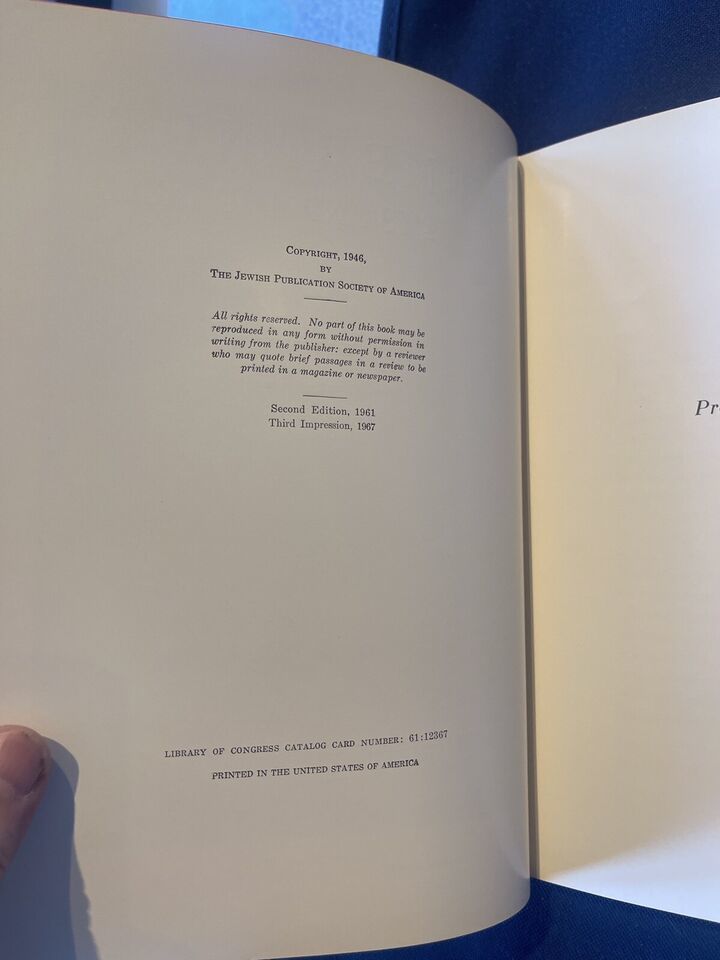 Copyright, 1946,
by
The Jewish Publication Society of America
All rights reserved. No part of this book may be
reproduced in any form without permission in
writing from the publisher: except by a reviewer
who may quote brief passages in a review to be
printed in a magazine or newspaper.
Second Edition, 1961
Third Impression, 1967
LIBRARY OF CONGRESS CATALOG CARD NUMBER: 61:12367
PRINTED IN THE UNITED STATES OF AMERICA